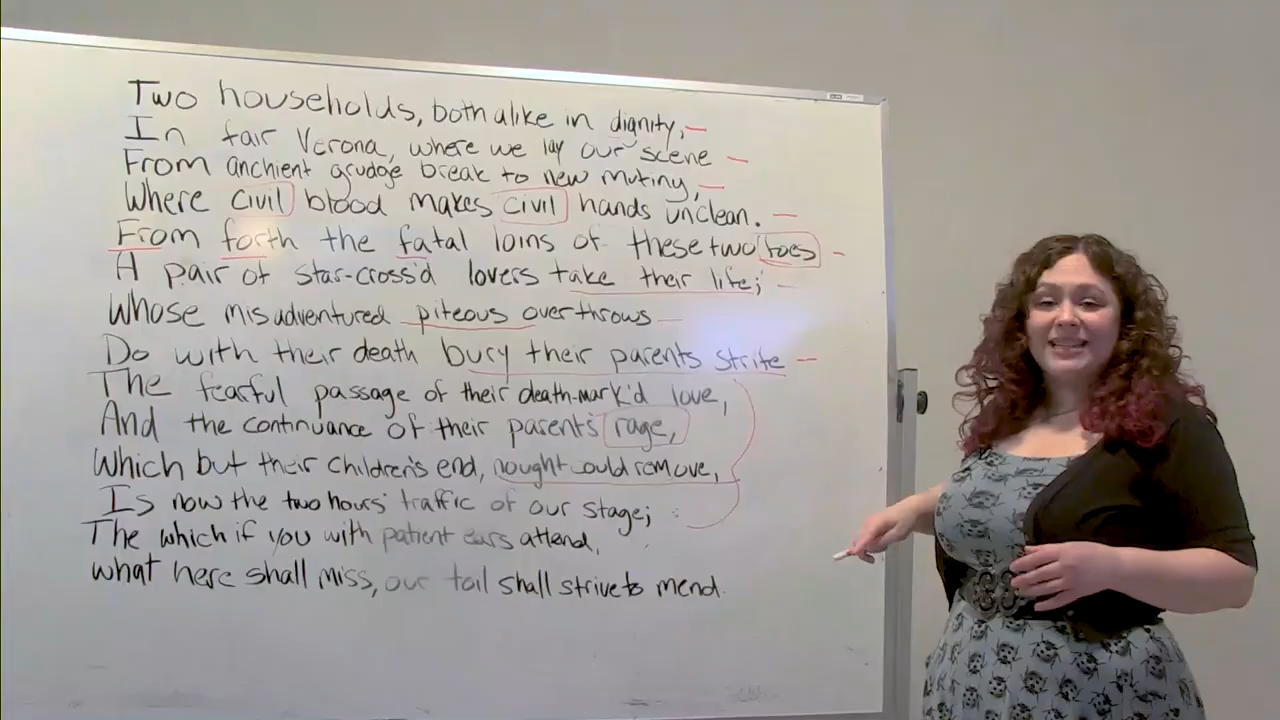 Two households, both alike in dignity,
In fair Verona, where we lay our scene
From anchient grudge break to new mutiny,
Where civil blood makes civil hands unclean.
From forth the fatal loins of these two foes
A pair of star-cross'd lovers take their life;
Whose misadventured piteous overthrows
Do with their death bury their parents strife
The fearful passage of their death-mark'd love,
And the continuance of their parents' rage,
Which but their children's end, nought could remove,
Is now the two hours' traffic of our stage;
The which if you with patient ears attend,
What here shall miss, our toil shall strive to mend.